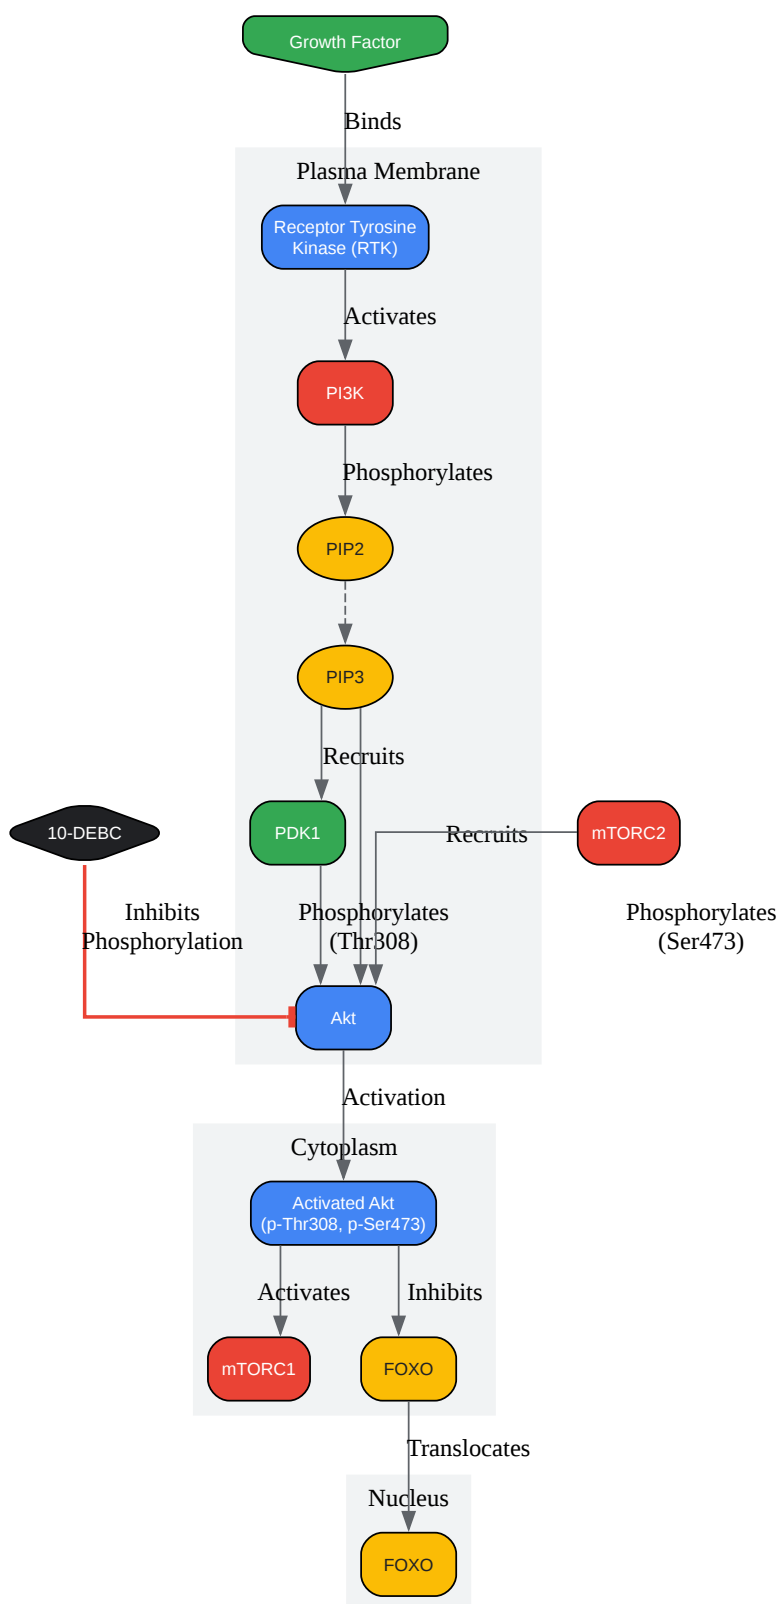 Growth Factor
Binds
Plasma Membrane
Receptor Tyrosine
Kinase (RTK)
Activates
PI3K
Phosphorylates
PIP2
PIP3
Recruits
10-DEBC
PDK1
Recruits
mTORC2
Inhibits
Phosphorylation
Phosphorylates
(Thr308)
Phosphorylates
(Ser473)
Akt
Activation
Cytoplasm
Activated Akt
(p-Thr308, p-Ser473)
Activates
Inhibits
mTORC1
FOXO
Translocates
Nucleus
FOXO